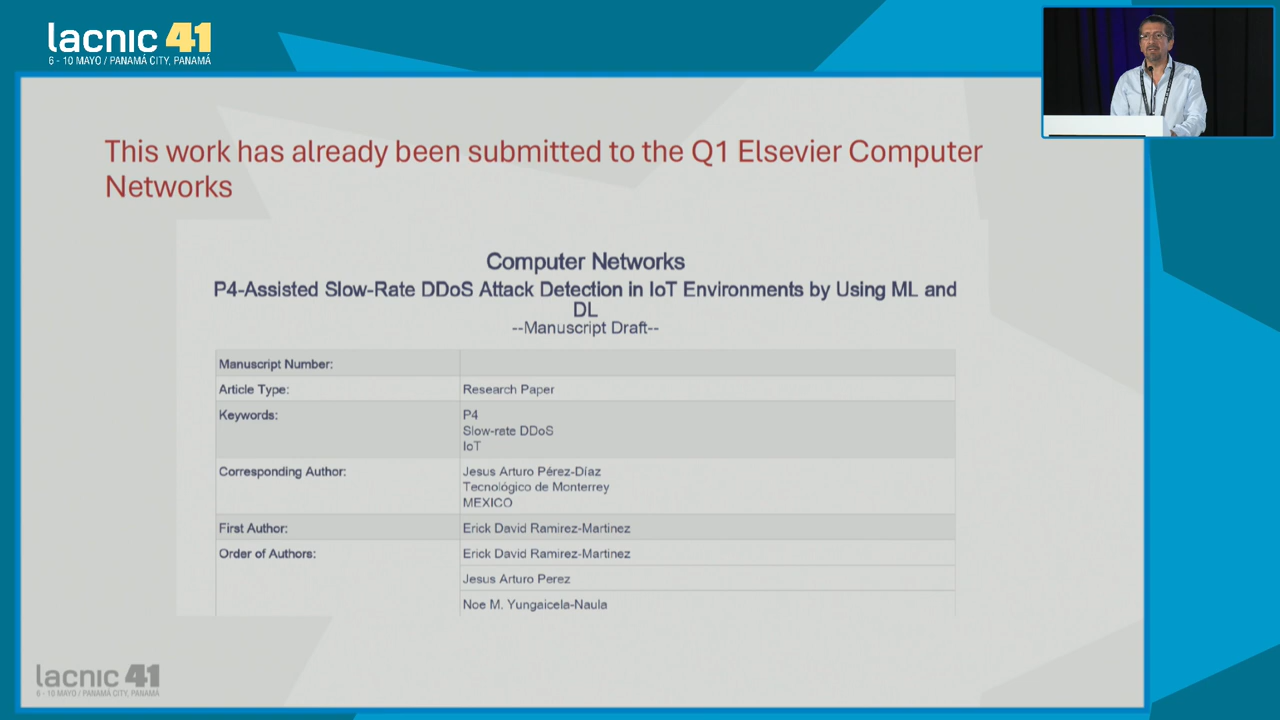 lacnic 41
6 - 10 MAYO / PANAMÁ CITY, PANAMÁ
This work has already been submitted to the Q1 Elsevier Computer
Networks
Computer Networks
P4-Assisted Slow-Rate DDoS Attack Detection in IoT Environments by Using ML and
DL
--Manuscript Draft--
Manuscript Number:
Article Type: Research Paper
Keywords: P4
Slow-rate DDoS
IoT
Corresponding Author: Jesus Arturo Pérez-Díaz
Tecnológico de Monterrey
MEXICO
First Author: Erick David Ramirez-Martinez
Order of Authors: Erick David Ramirez-Martinez
Jesus Arturo Perez
Noe M. Yungaicela-Naula
lacnic 41
6 - 10 MAYO / PANAMÁ CITY, PANAMÁ